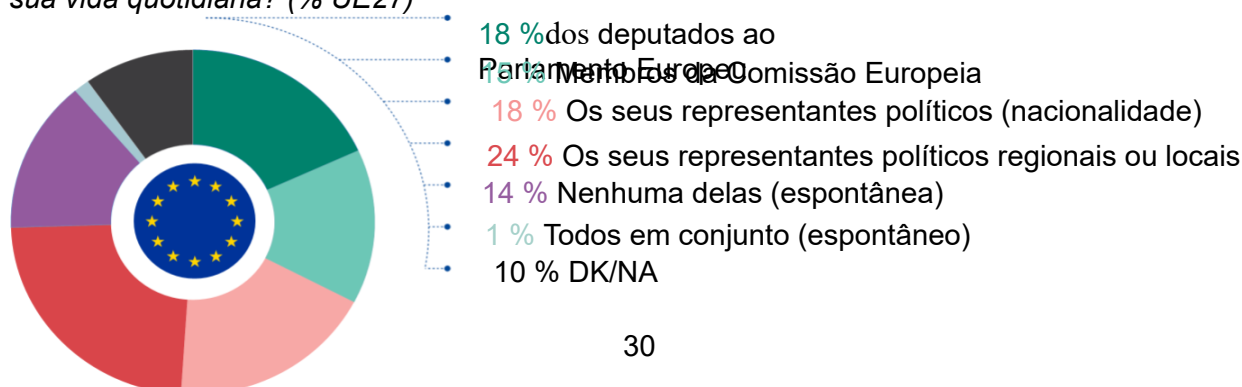 sua vida quotidiana? (% UE27)
18 %dos deputados ao
Parlamento Europeu
15 % Membros da Comissão Europeia
18 % Os seus representantes políticos (nacionalidade)
24 % Os seus representantes políticos regionais ou locais
14 % Nenhuma delas (espontânea)
1 % Todos em conjunto (espontâneo)
10 % DK/NA
30